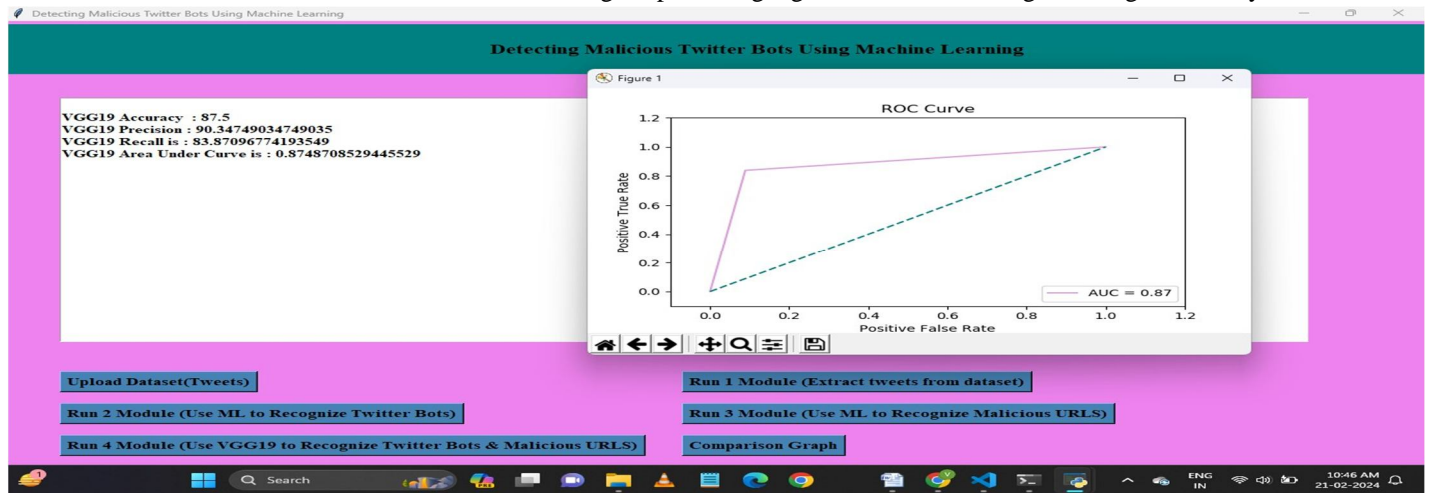 Detecting Malicious Twitter Bots Using Machine Learning
Detecting Malicious Twitter Bots Using Machine Learning
VGG19 Accuracy : 87.5
VGG19 Precision : 90.34749034749035
VGG19 Recall is : 83.87096774193549
VGG19 Area Under Curve is : 0.8748708529445529
Figure 1
ROC Curve
1.2
1.0
0.8
0.6
0.4
0.2
0.0
Positive True Rate
AUC = 0.87
0.0 0.2 0.4 0.6 0.8 1.0 1.2
Positive False Rate
Upload Dataset(Tweets)
Run 1 Module (Extract tweets from dataset)
Run 2 Module (Use ML to Recognize Twitter Bots)
Run 3 Module (Use ML to Recognize Malicious URLS)
Run 4 Module (Use VGG19 to Recognize Twitter Bots & Malicious URLS)
Comparison Graph
1
Search
ENG
IN
10:46 AM
21-02-2024